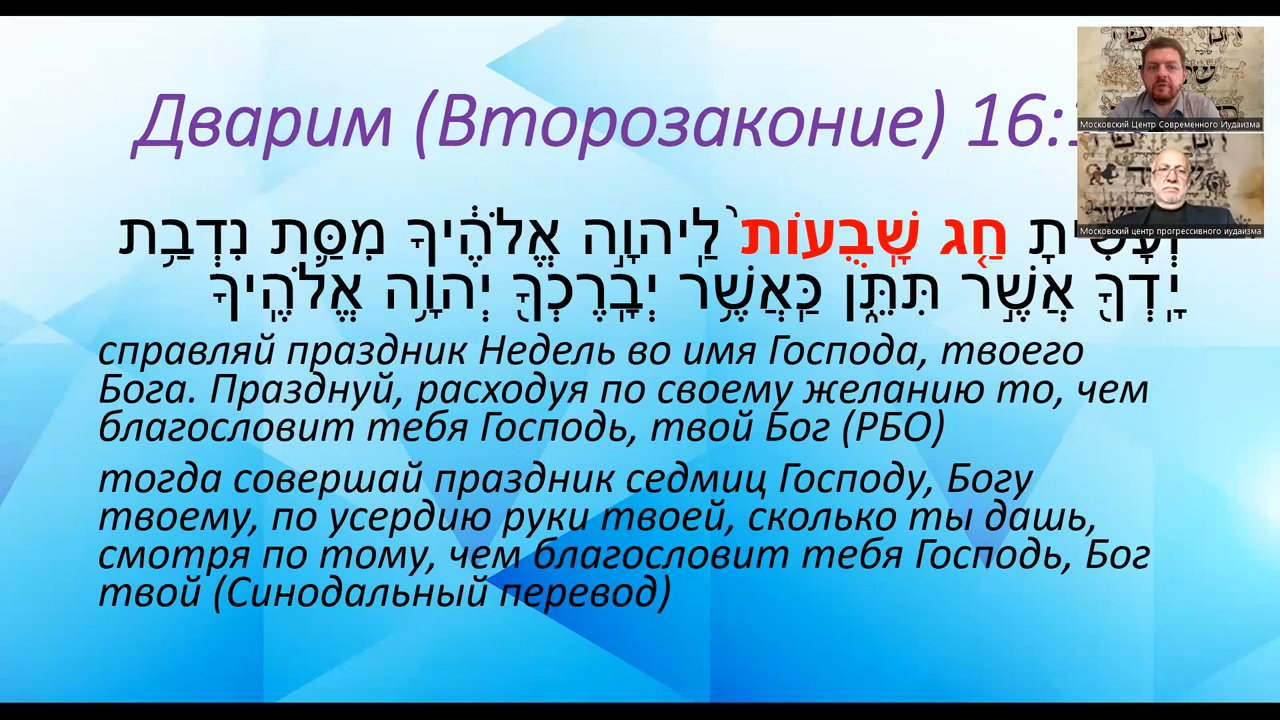 Дварим (Второзаконие) 16:
Московский Центр Современного Иудаизма
Московский центр прогрессивного иудаизма
חַ֤ג שָׁבֻעוֹת֙ לַֽיהוָ֣ה אֱלֹהֶ֔יךָ מִסַּ֛ת נִדְבַ֥ת
יָדְךָ֖ אֲשֶׁ֣ר תִּתֵּ֑ן כַּאֲשֶׁ֥ר יְבָרֶכְךָ֖ יְהוָ֥ה אֱלֹהֶֽיךָ
справляй праздник Недель во имя Господа, твоего
Бога. Празднуй, расходуя по своему желанию то, чем
благословит тебя Господь, твой Бог (РБО)
тогда совершай праздник седмиц Господу, Богу
твоему, по усердию руки твоей, сколько ты дашь,
смотря по тому, чем благословит тебя Господь, Бог
твой (Синодальный перевод)